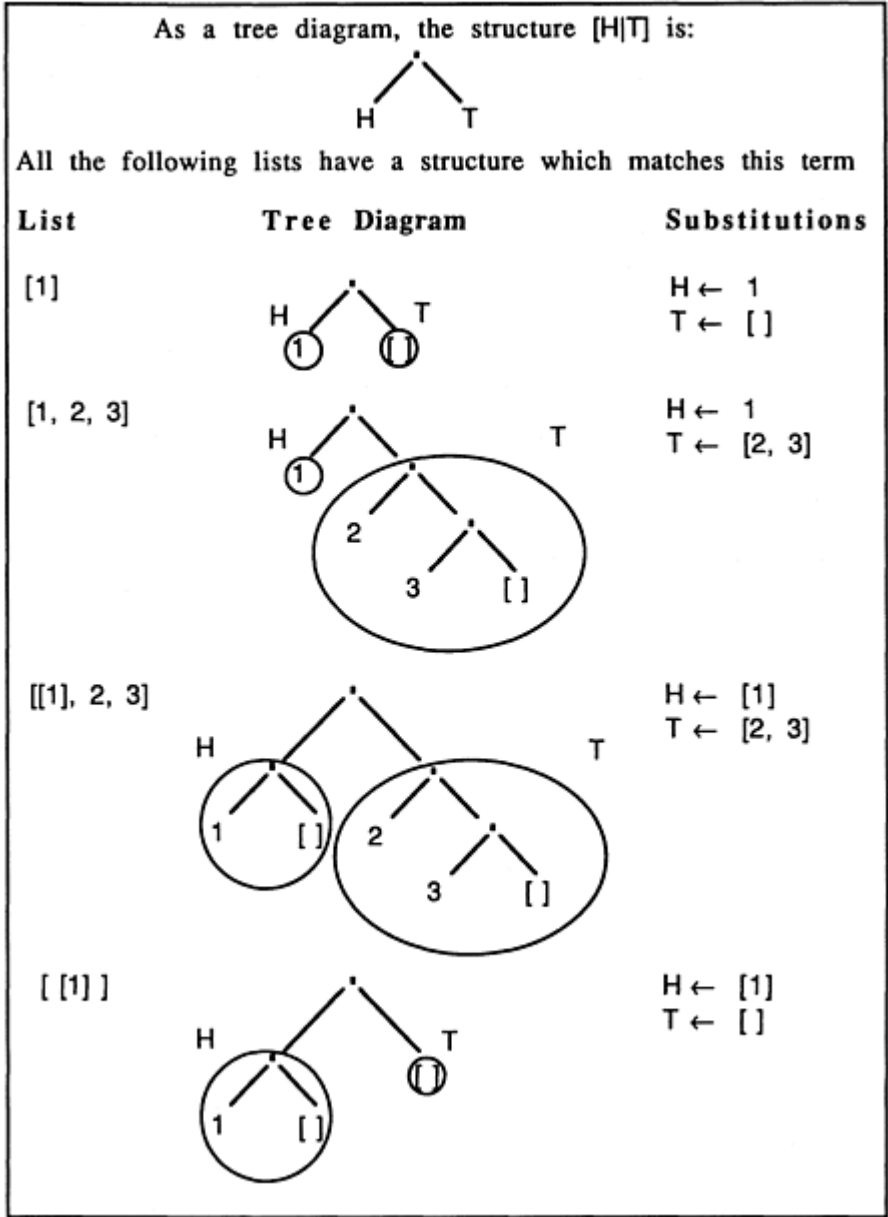 As a tree diagram, the structure [H|T] is:
H T
All the following lists have a structure which matches this term
List Tree Diagram Substitutions
[1] H ← 1
H T T ← [ ]
1 [ ]
[1, 2, 3] H ← 1
H T T ← [2, 3]
1
2
3 [ ]
[[1], 2, 3] H ← [1]
H T T ← [2, 3]
1 [ ] 2
3 [ ]
[ [1] ] H ← [1]
H T T ← [ ]
[ ]
1 [ ]